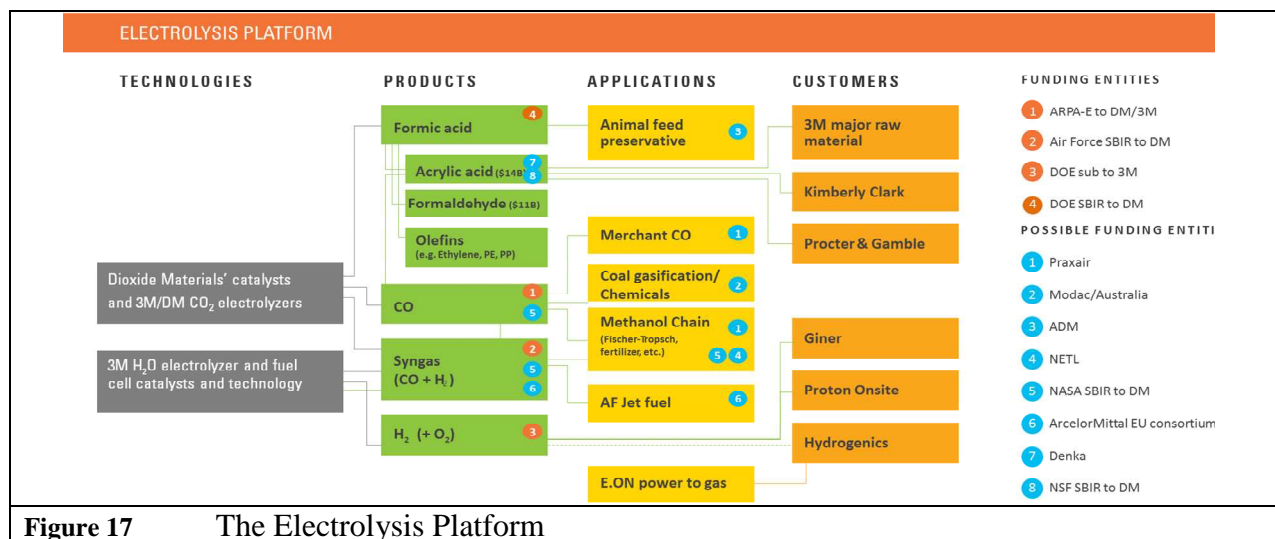 ELECTROLYSIS PLATFORM
TECHNOLOGIES
Dioxide Materials' catalysts
and 3M/DM CO₂ electrolyzers
3M H₂O electrolyzer and fuel
cell catalysts and technology
PRODUCTS
Formic acid
4
Acrylic acid ($14B)
7
8
Formaldehyde ($11B)
Olefins
(e.g. Ethylene, PE, PP)
CO
1
5
Syngas
(CO + H₂)
2
5
6
H₂ (+ O₂)
3
APPLICATIONS
Animal feed
preservative
3
Merchant CO
1
Coal gasification/
Chemicals
2
Methanol Chain
(Fischer-Tropsch,
fertilizer, etc.)
1
5 4
AF Jet fuel
6
E.ON power to gas
CUSTOMERS
3M major raw
material
Kimberly Clark
Procter & Gamble
Giner
Proton Onsite
Hydrogenics
FUNDING ENTITIES
1 ARPA-E to DM/3M
2 Air Force SBIR to DM
3 DOE sub to 3M
4 DOE SBIR to DM
POSSIBLE FUNDING ENTITI
1 Praxair
2 Modac/Australia
3 ADM
4 NETL
5 NASA SBIR to DM
6 ArcelorMittal EU consortium
7 Denka
8 NSF SBIR to DM
Figure 17 The Electrolysis Platform